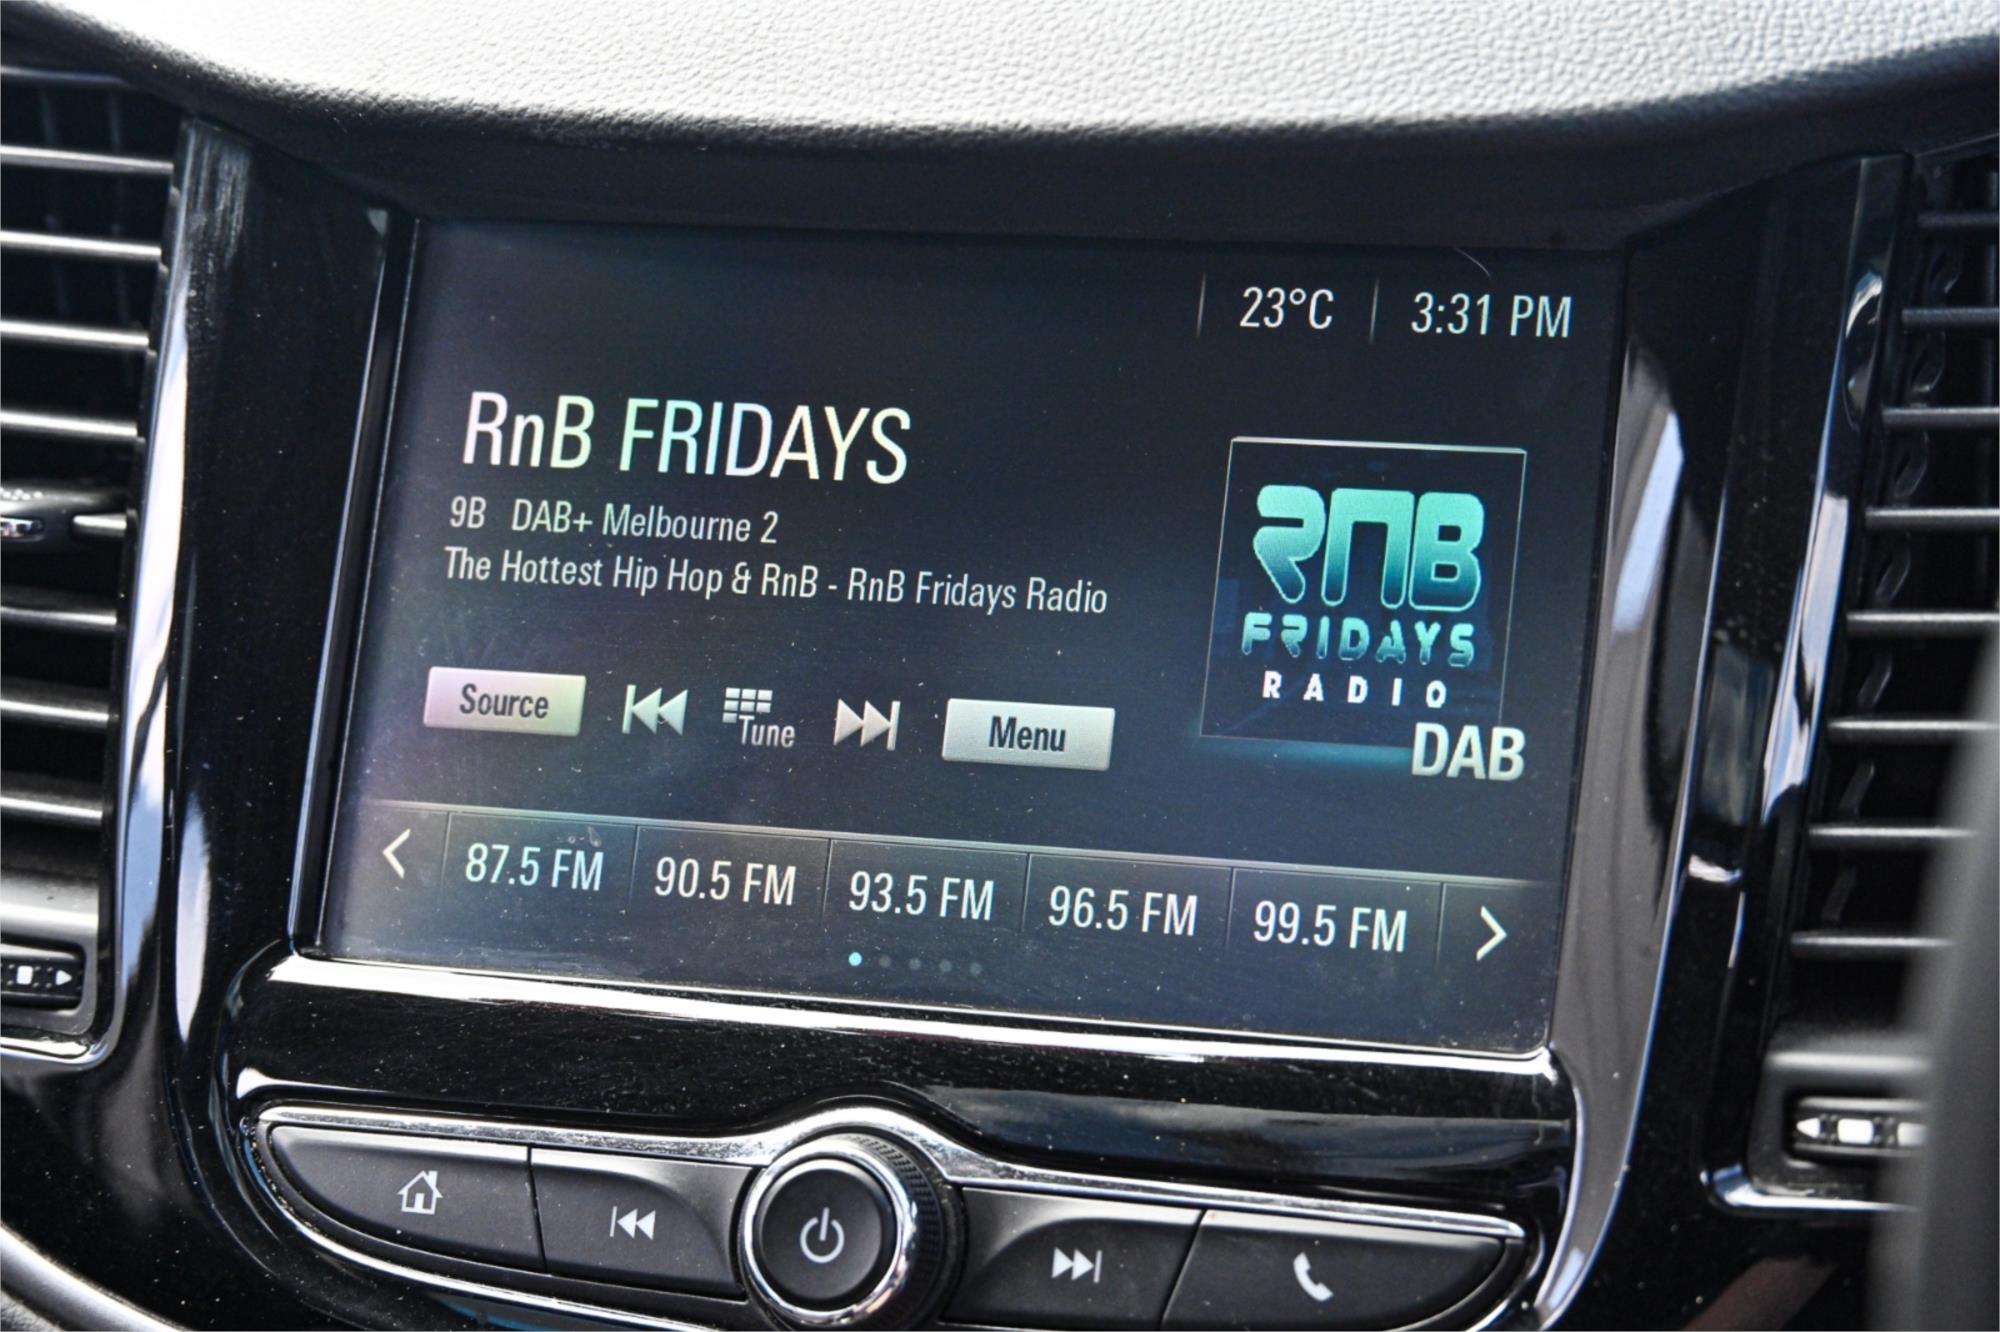 23°C 3:31 PM
RnB FRIDAYS
9B DAB+ Melbourne 2
The Hottest Hip Hop & RnB - RnB Fridays Radio
RNB
FRIDAYS
RADIO
DAB
Source Tune Menu
87.5 FM 90.5 FM 93.5 FM 96.5 FM 99.5 FM